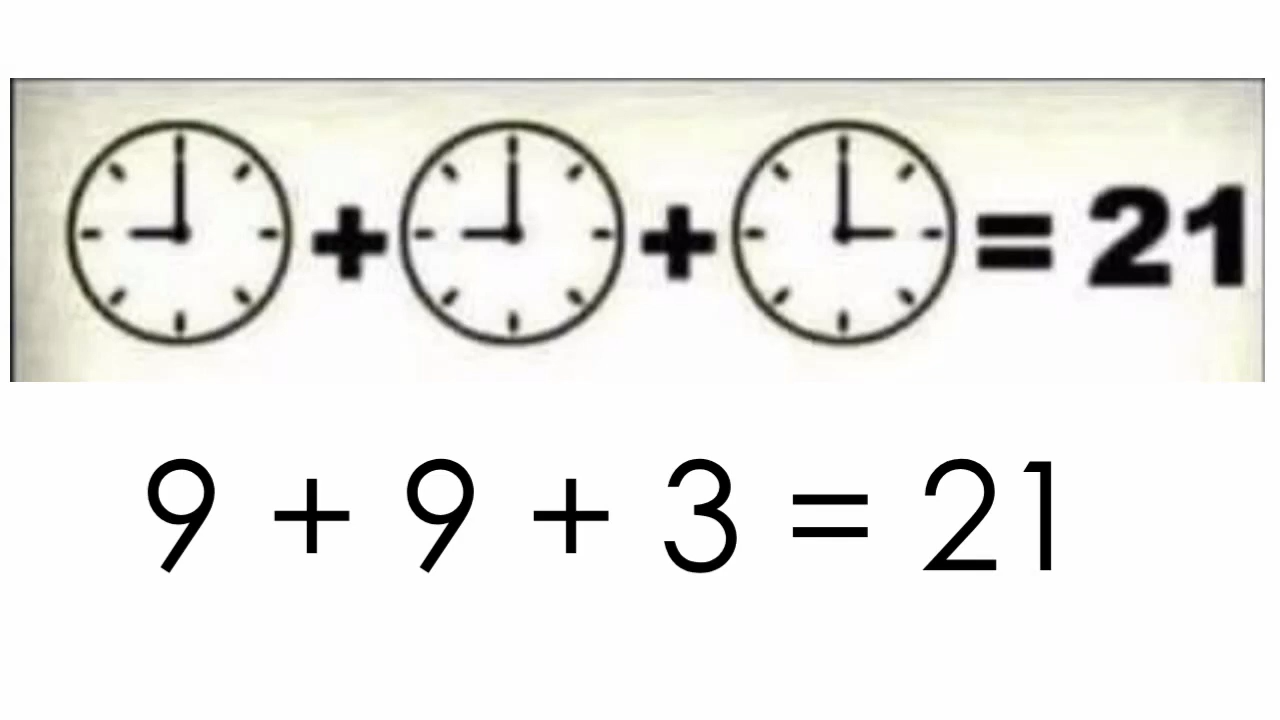 + + = 21
9 + 9 + 3 = 21